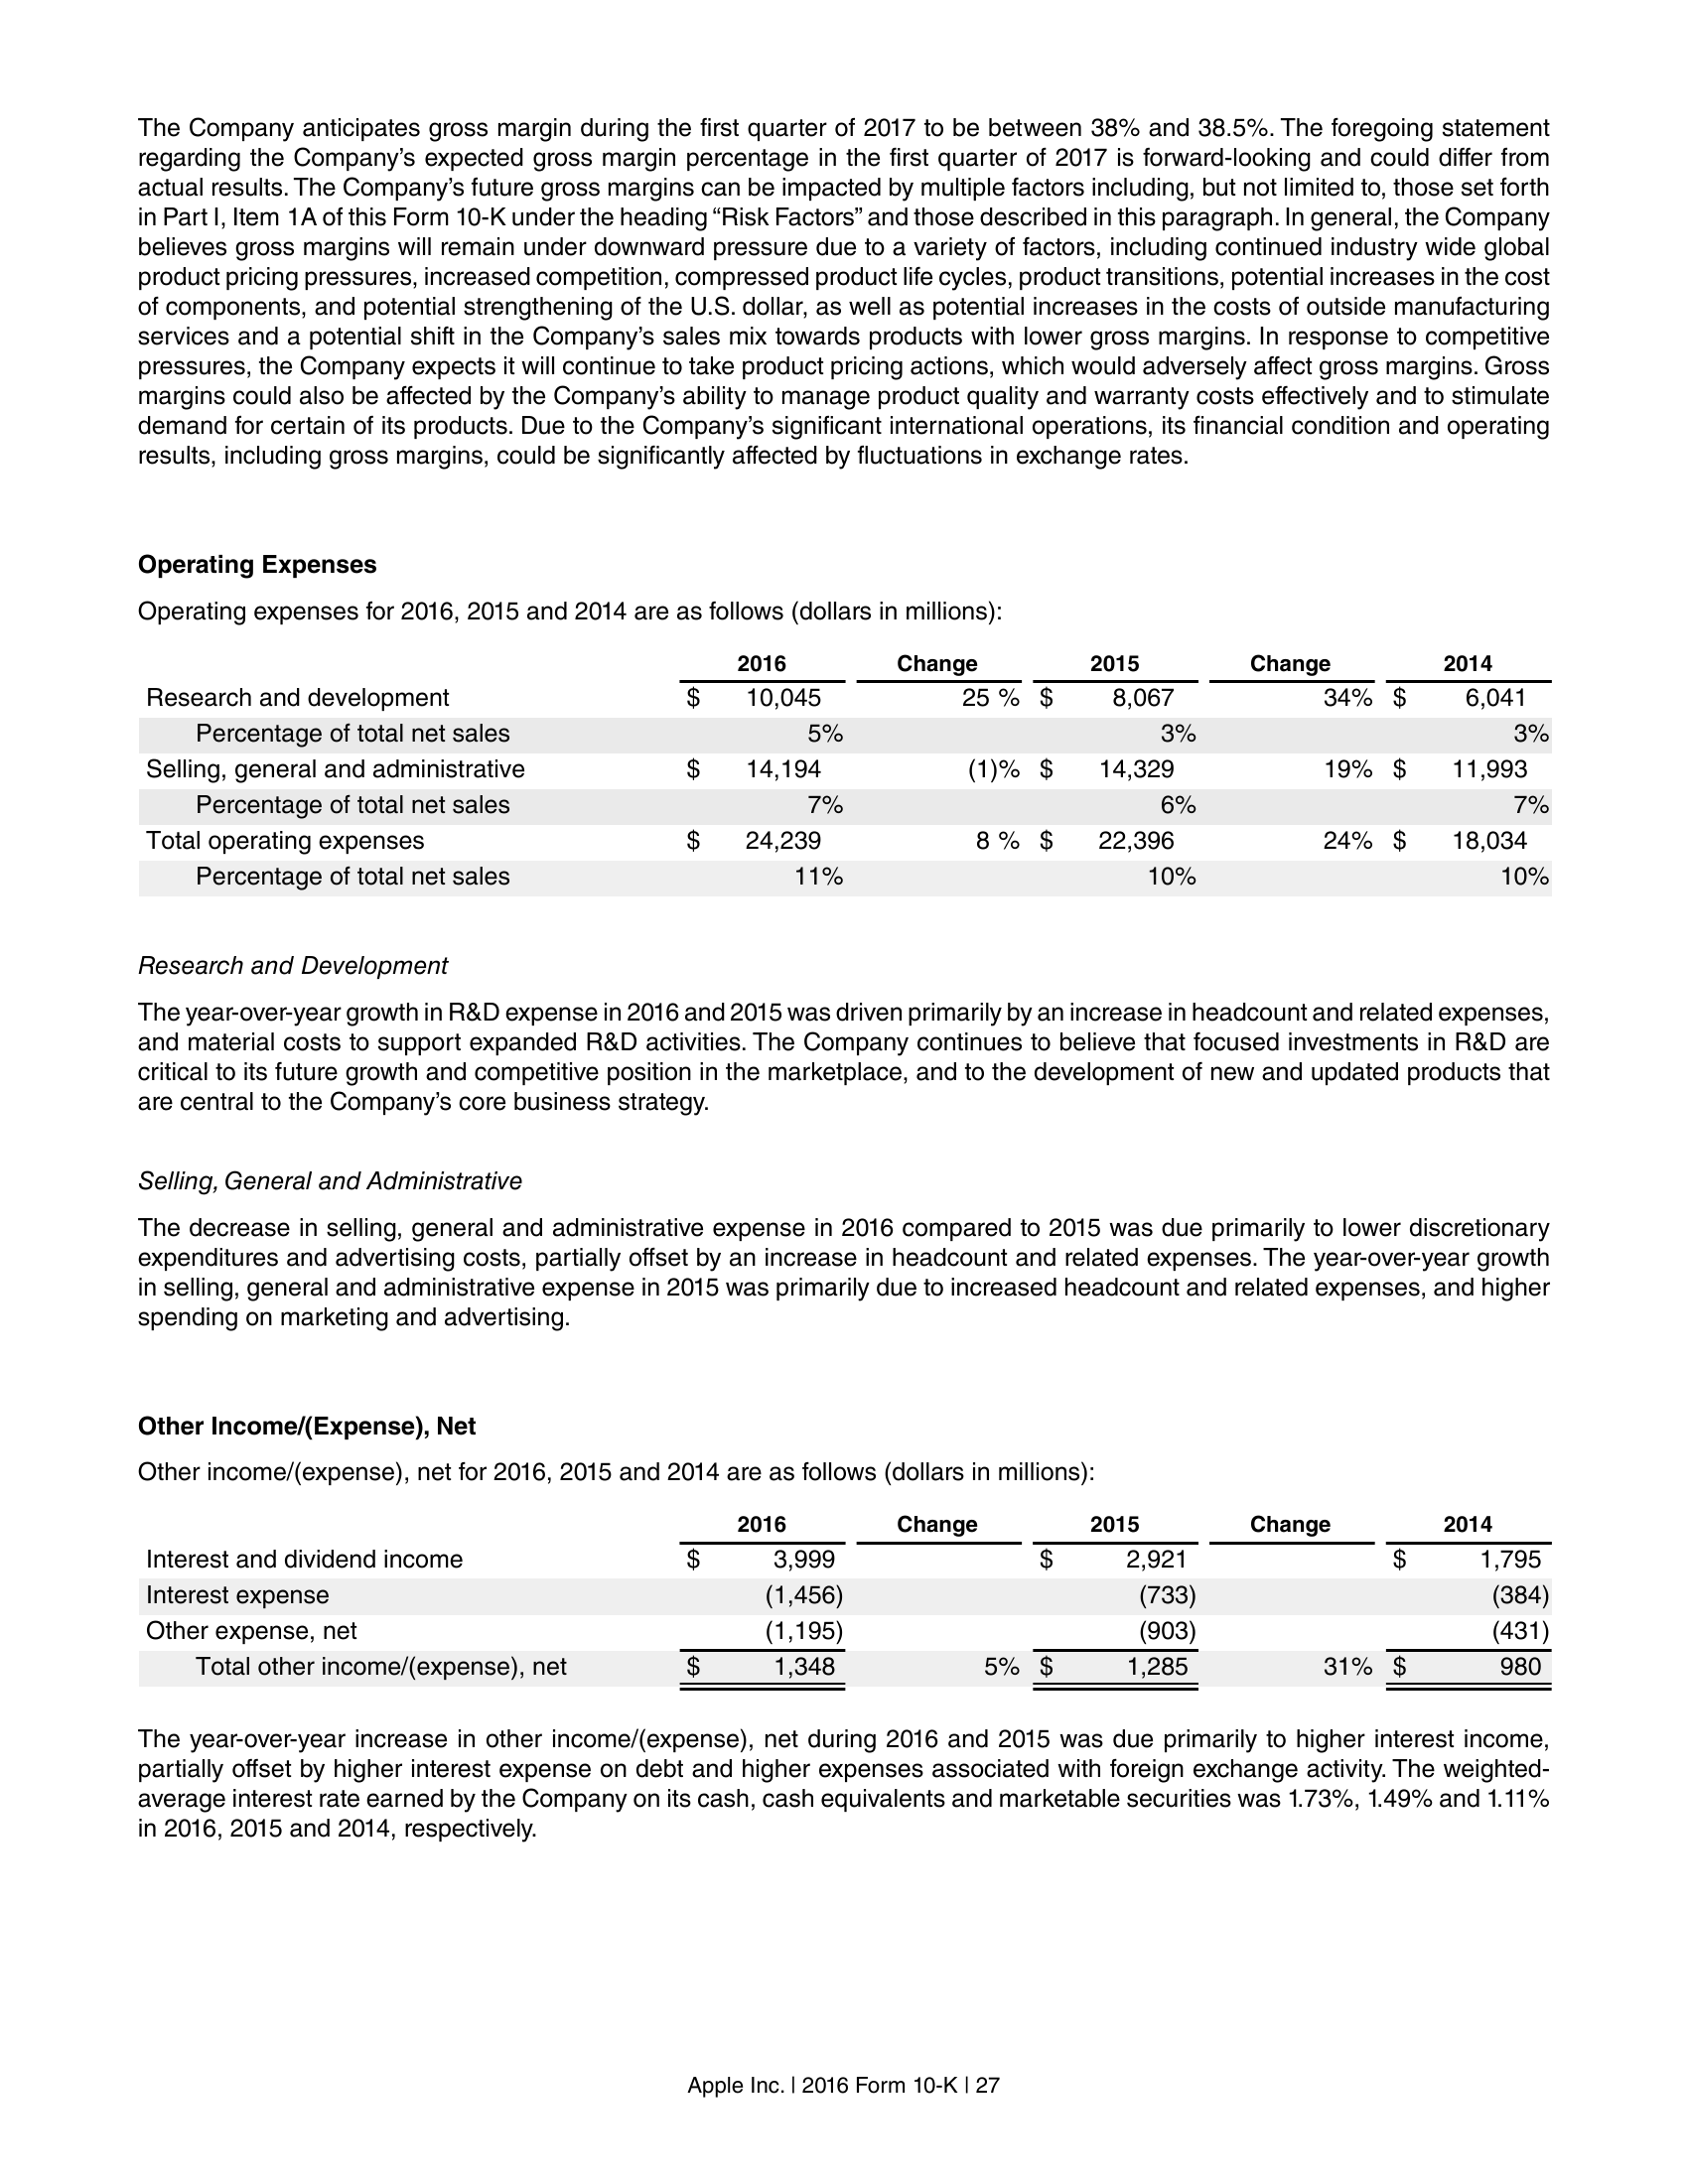 The Company anticipates gross margin during the first quarter of 2017 to be between 38% and 38.5%. The foregoing statement
regarding the Company’s expected gross margin percentage in the first quarter of 2017 is forward-looking and could differ from
actual results. The Company’s future gross margins can be impacted by multiple factors including, but not limited to, those set forth
in Part I, Item 1A of this Form 10-K under the heading “Risk Factors” and those described in this paragraph. In general, the Company
believes gross margins will remain under downward pressure due to a variety of factors, including continued industry wide global
product pricing pressures, increased competition, compressed product life cycles, product transitions, potential increases in the cost
of components, and potential strengthening of the U.S. dollar, as well as potential increases in the costs of outside manufacturing
services and a potential shift in the Company’s sales mix towards products with lower gross margins. In response to competitive
pressures, the Company expects it will continue to take product pricing actions, which would adversely affect gross margins. Gross
margins could also be affected by the Company’s ability to manage product quality and warranty costs effectively and to stimulate
demand for certain of its products. Due to the Company’s significant international operations, its financial condition and operating
results, including gross margins, could be significantly affected by fluctuations in exchange rates.
Operating Expenses
Operating expenses for 2016, 2015 and 2014 are as follows (dollars in millions):
2016 Change 2015 Change 2014
Research and development $ 10,045 25 % $ 8,067 34% $ 6,041
Percentage of total net sales 5% 3% 3%
Selling, general and administrative $ 14,194 (1)% $ 14,329 19% $ 11,993
Percentage of total net sales 7% 6% 7%
Total operating expenses $ 24,239 8 % $ 22,396 24% $ 18,034
Percentage of total net sales 11% 10% 10%
Research and Development
The year-over-year growth in R&D expense in 2016 and 2015 was driven primarily by an increase in headcount and related expenses,
and material costs to support expanded R&D activities. The Company continues to believe that focused investments in R&D are
critical to its future growth and competitive position in the marketplace, and to the development of new and updated products that
are central to the Company’s core business strategy.
Selling, General and Administrative
The decrease in selling, general and administrative expense in 2016 compared to 2015 was due primarily to lower discretionary
expenditures and advertising costs, partially offset by an increase in headcount and related expenses. The year-over-year growth
in selling, general and administrative expense in 2015 was primarily due to increased headcount and related expenses, and higher
spending on marketing and advertising.
Other Income/(Expense), Net
Other income/(expense), net for 2016, 2015 and 2014 are as follows (dollars in millions):
2016 Change 2015 Change 2014
Interest and dividend income $ 3,999 $ 2,921 $ 1,795
Interest expense (1,456) (733) (384)
Other expense, net (1,195) (903) (431)
Total other income/(expense), net $ 1,348 5% $ 1,285 31% $ 980
The year-over-year increase in other income/(expense), net during 2016 and 2015 was due primarily to higher interest income,
partially offset by higher interest expense on debt and higher expenses associated with foreign exchange activity. The weighted-
average interest rate earned by the Company on its cash, cash equivalents and marketable securities was 1.73%, 1.49% and 1.11%
in 2016, 2015 and 2014, respectively.
Apple Inc. | 2016 Form 10-K | 27